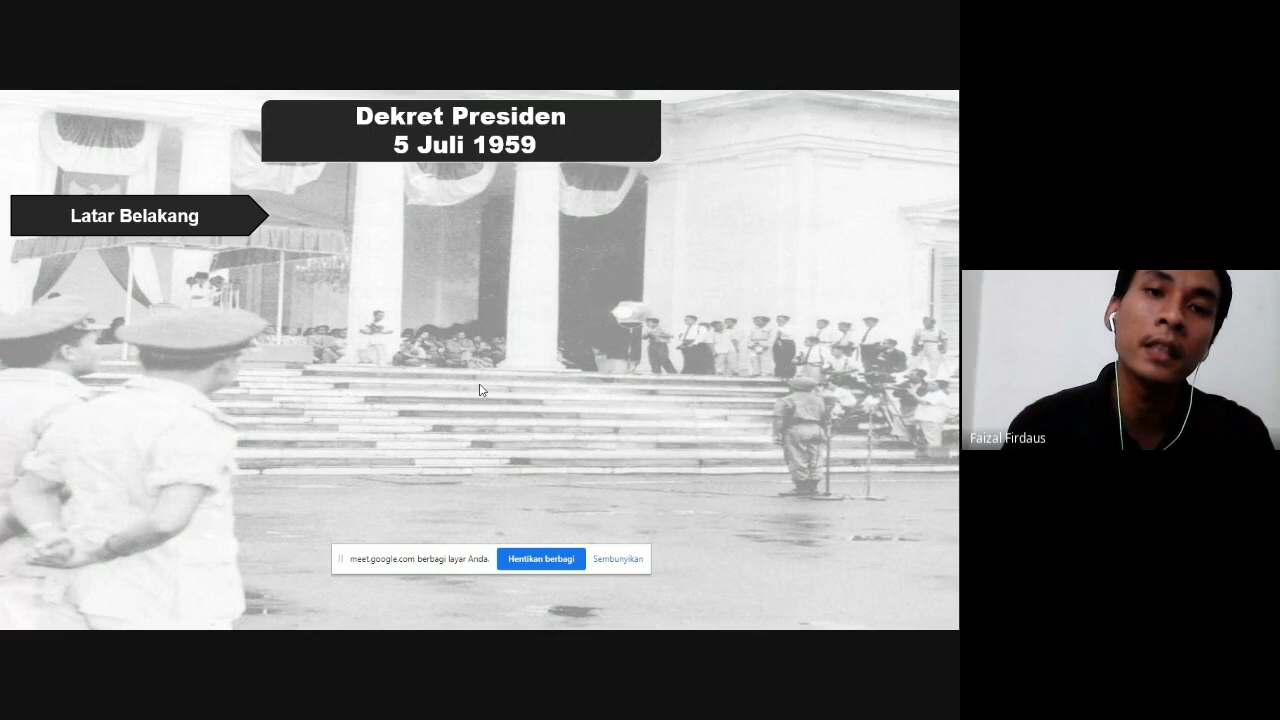 Dekret Presiden
5 Juli 1959
Latar Belakang
Faizal Firdaus
meet.google.com berbagi layar Anda. Hentikan berbagi Sembunyikan